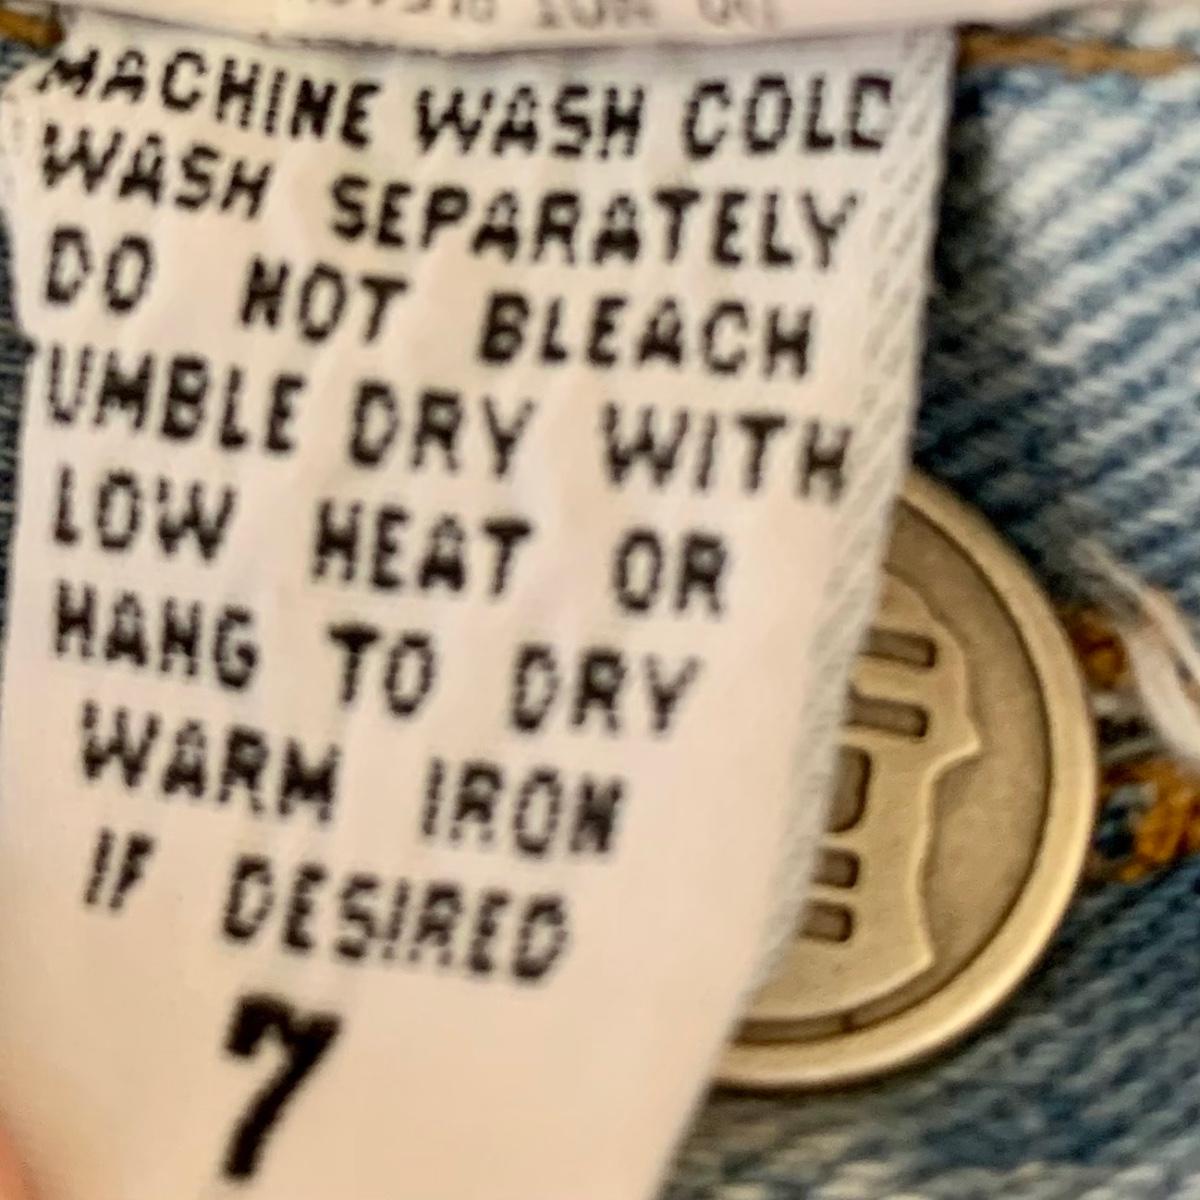 MACHINE WASH COLD
WASH SEPARATELY
DO NOT BLEACH
UMBLE DRY WITH
LOW HEAT OR
HANG TO DRY
WARM IRON
IF DESIRED
7